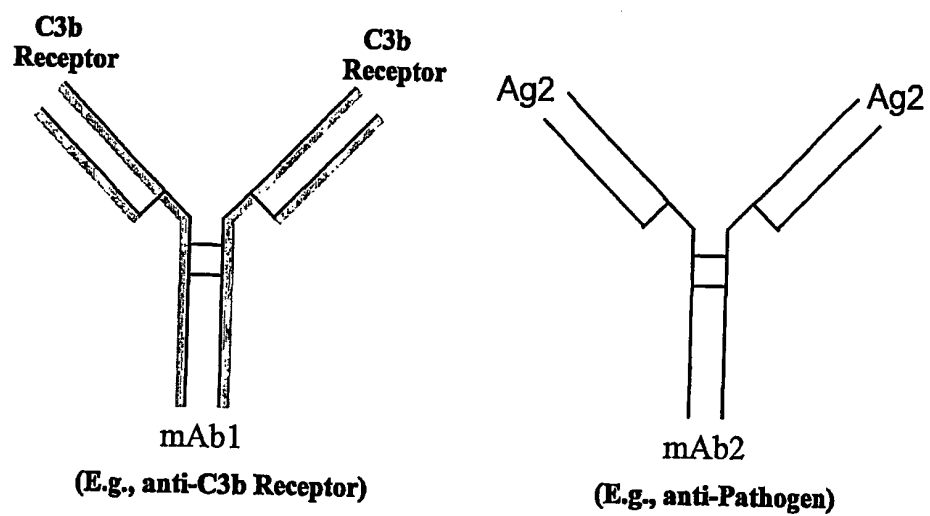 C3b
Receptor
C3b
Receptor
Ag2
Ag2
mAb1
(E.g., anti-C3b Receptor)
mAb2
(E.g., anti-Pathogen)